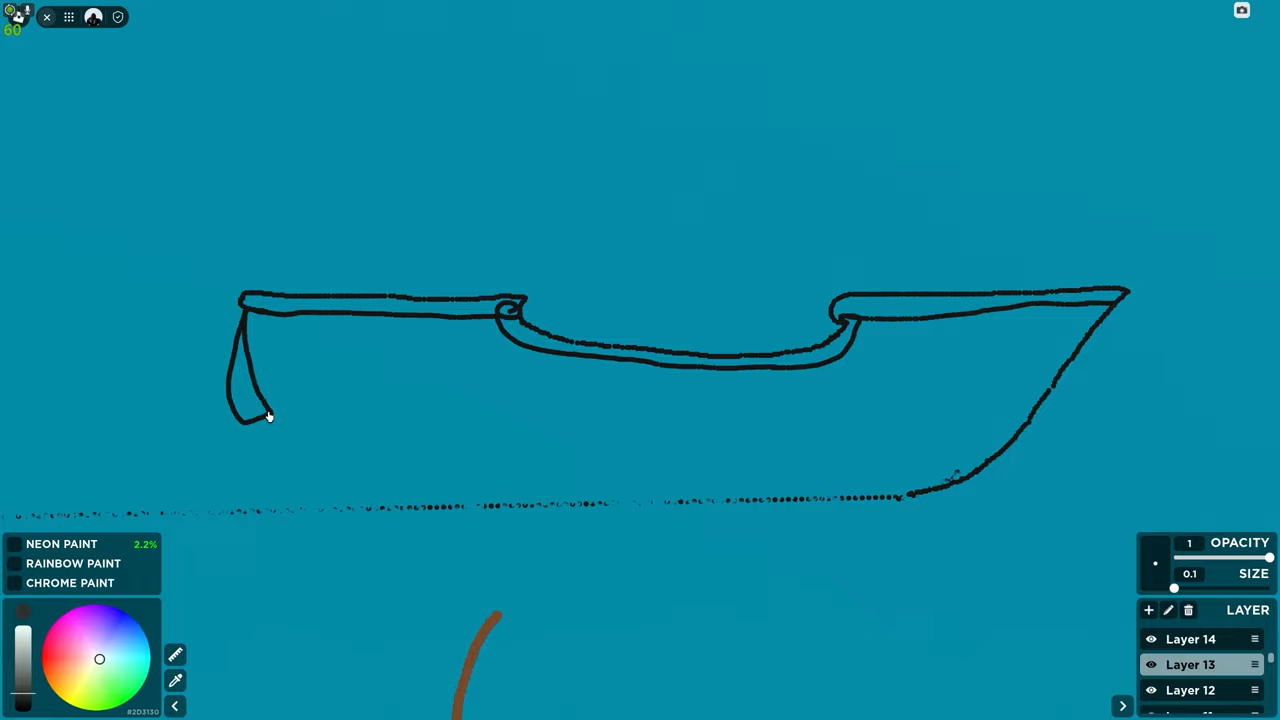 60
NEON PAINT 2.2%
RAINBOW PAINT
CHROME PAINT
#2D3130
1 OPACITY
0.1 SIZE
LAYER
Layer 14
Layer 13
Layer 12